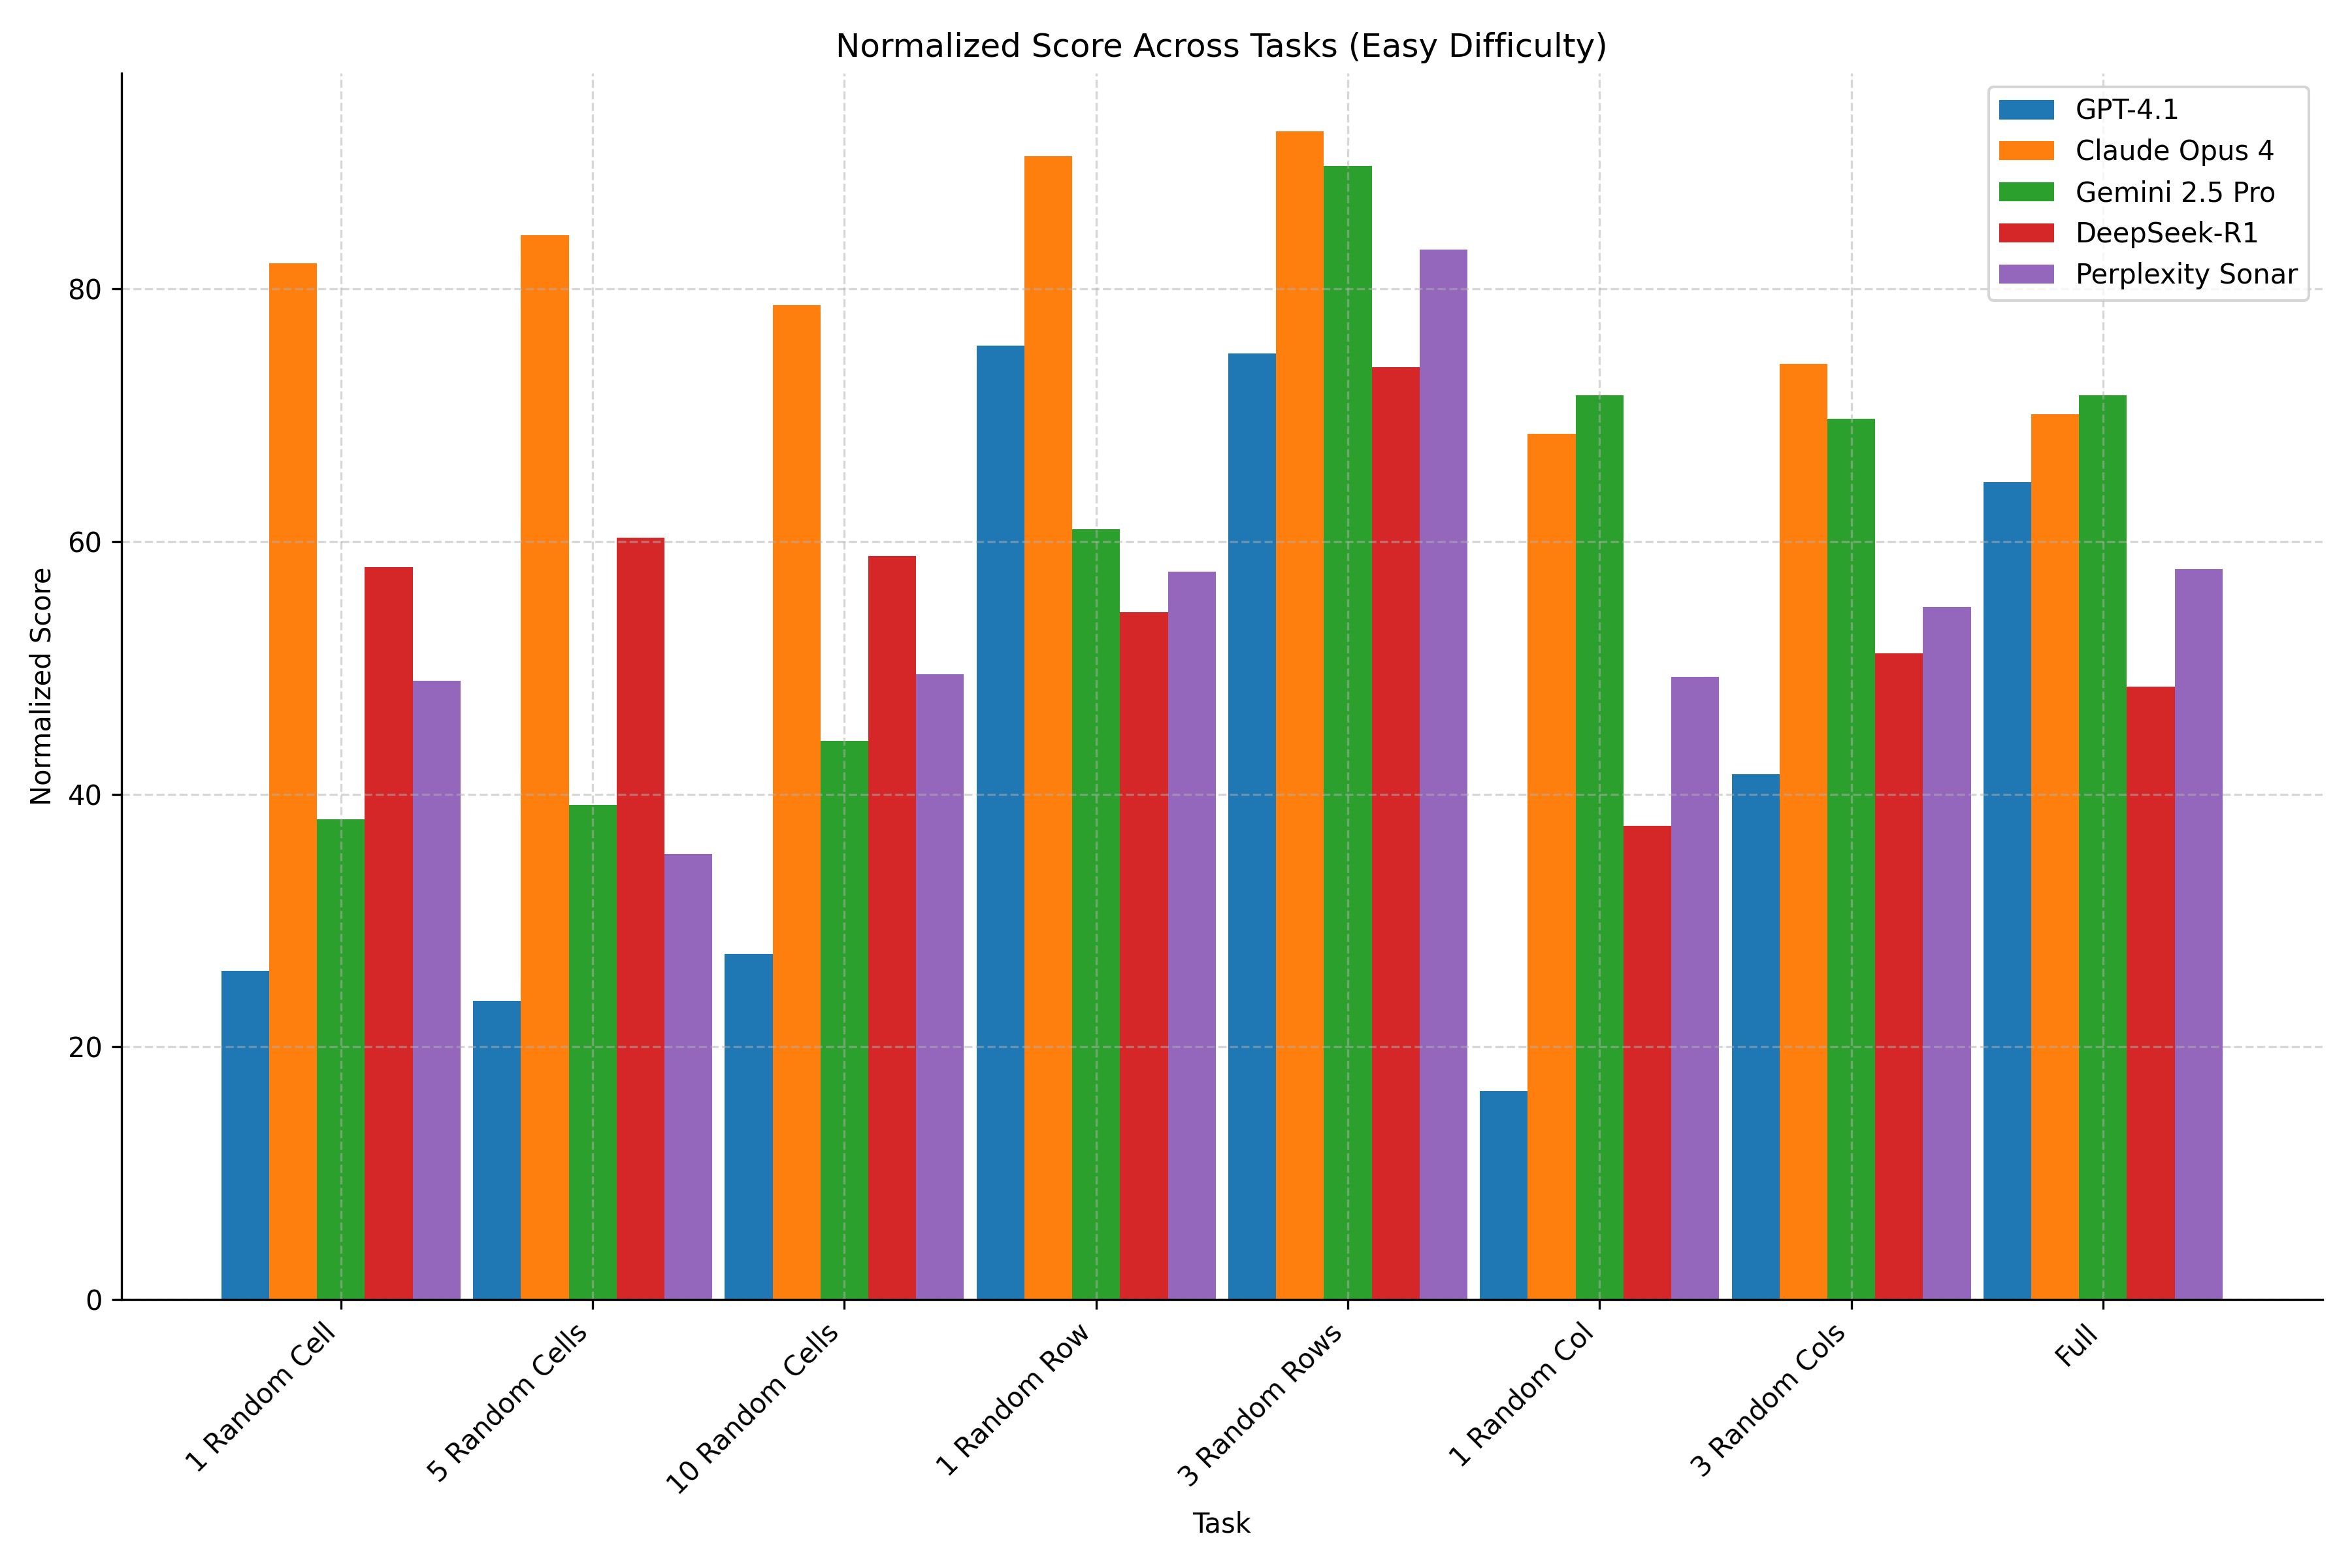 Normalized Score Across Tasks (Easy Difficulty)
GPT-4.1
Claude Opus 4
Gemini 2.5 Pro
DeepSeek-R1
Perplexity Sonar
Normalized Score
80
60
40
20
0
1 Random Cell
5 Random Cells
10 Random Cells
1 Random Row
3 Random Rows
1 Random Col
3 Random Cols
Full
Task